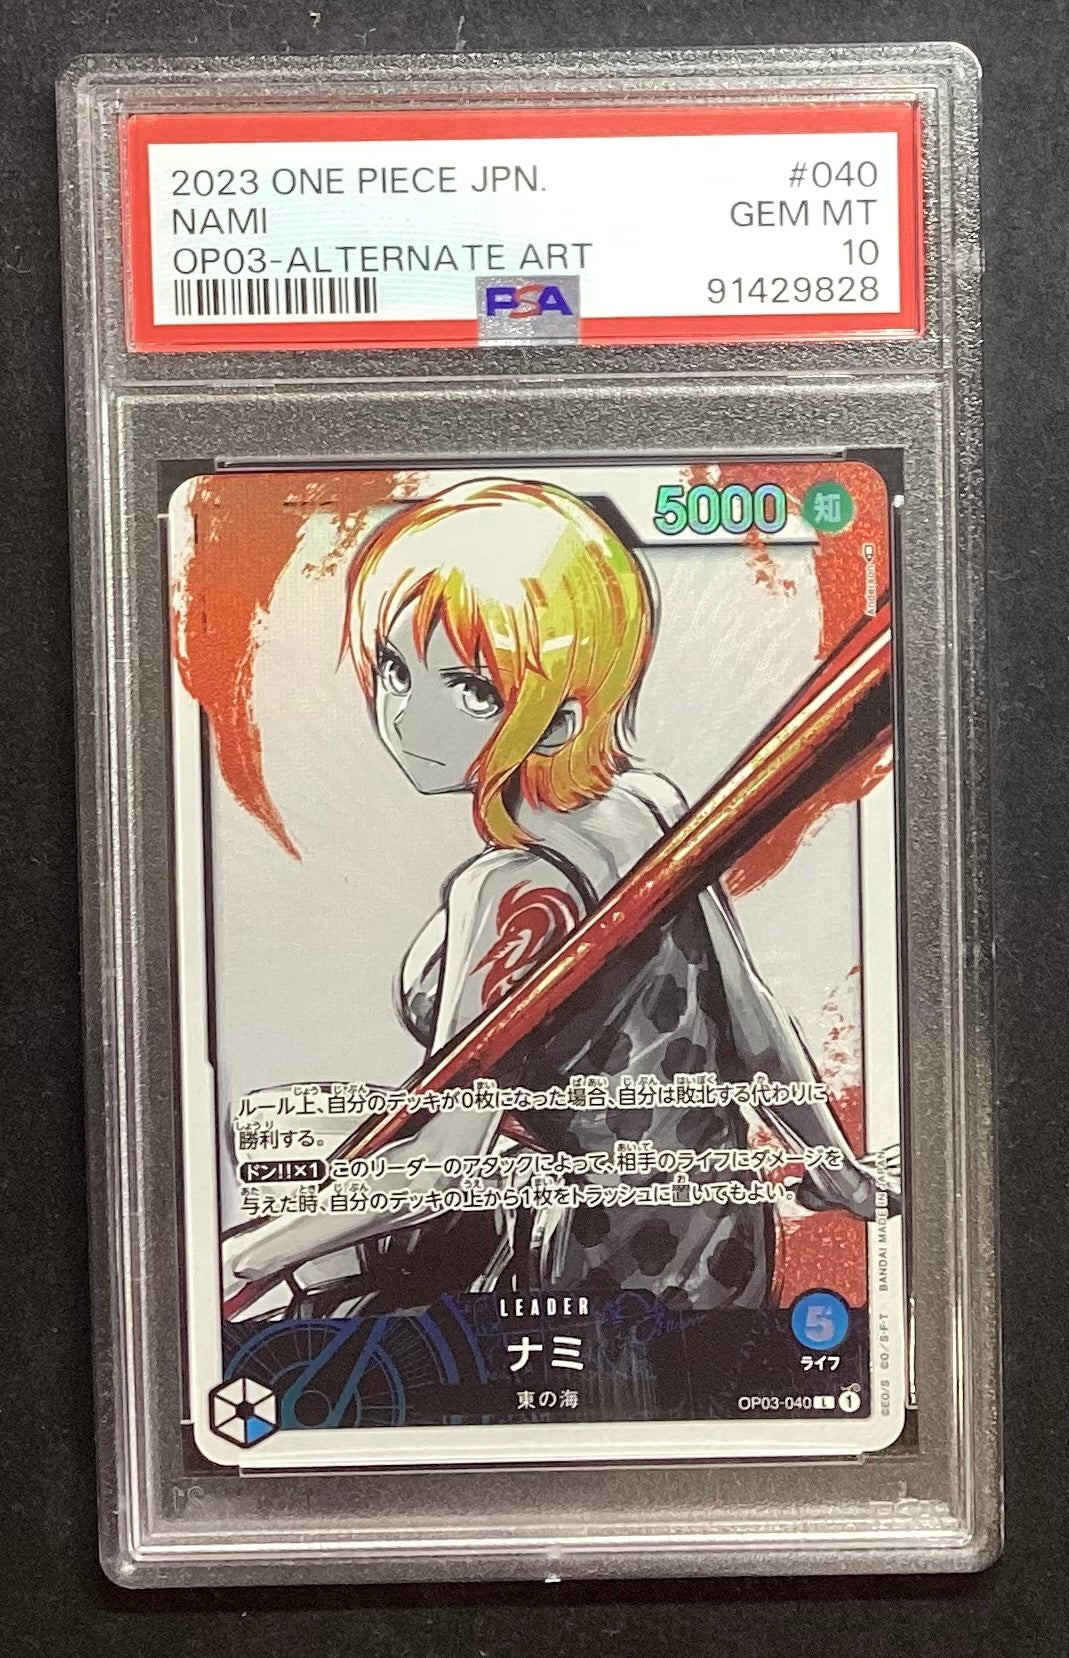 2023 ONE PIECE JPN.
#040
NAMI
GEM MT
OP03-ALTERNATE ART
10
PSA
91429828
5000 知
Anderson
ルール上、自分のデッキが0枚になった場合、自分は敗北する代わりに
勝利する。
ドン!!×1 このリーダーのアタックによって、相手のライフにダメージを
与えた時、自分のデッキの上から1枚をトラッシュに置いてもよい。
LEADER
ナミ
5
ライフ
東の海
OP03-040 L 1
©EO/S ©O/S・F・T BANDAI MADE IN JAPAN